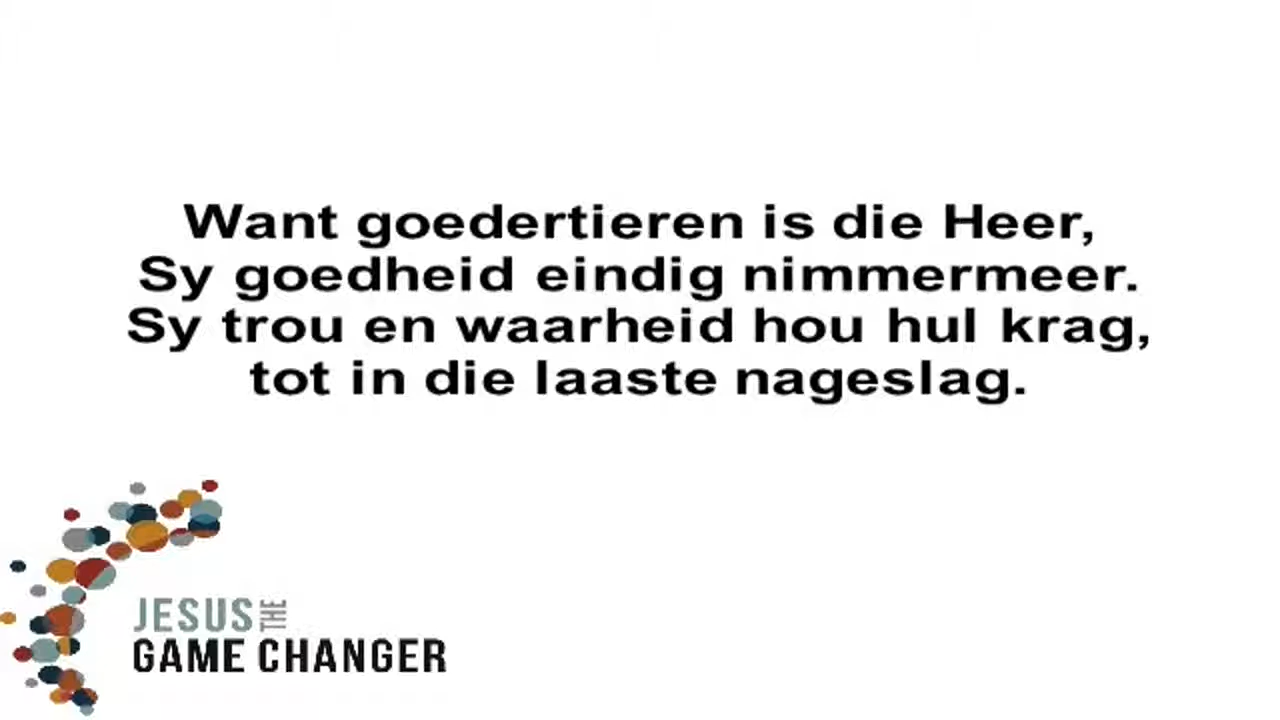 Want goedertieren is die Heer,
Sy goedheid eindig nimmermeer.
Sy trou en waarheid hou hul krag,
tot in die laaste nageslag.
JESUS THE
GAME CHANGER